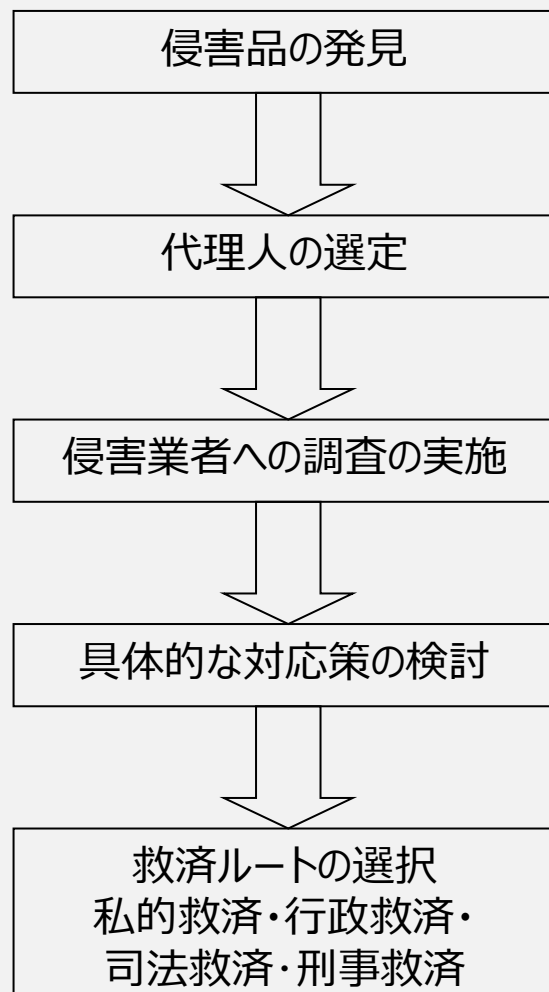 侵害品の発見
代理人の選定
侵害業者への調査の実施
具体的な対応策の検討
救済ルートの選択
私的救済・行政救済・
司法救済・刑事救済